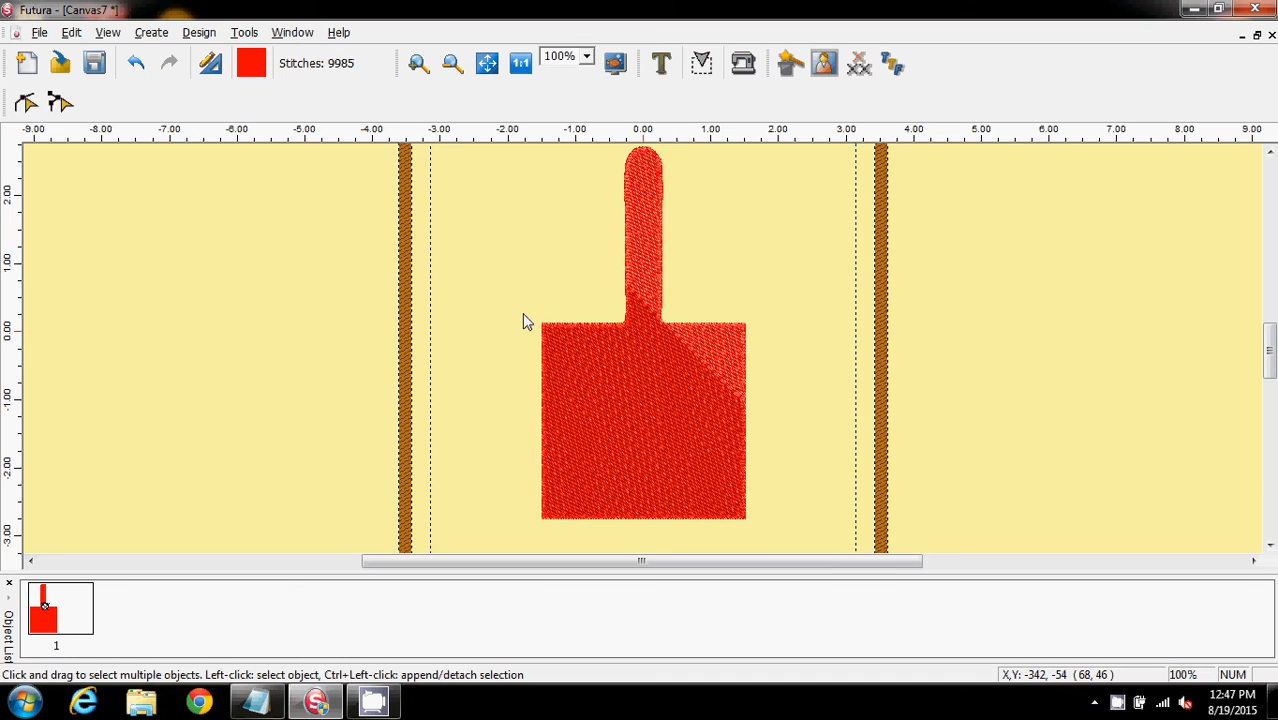 Futura - [Canvas7 *]
File Edit View Create Design Tools Window Help
Stitches: 9985
1:1
100%
T
-9.00 -8.00 -7.00 -6.00 -5.00 -4.00 -3.00 -2.00 -1.00 0.00 1.00 2.00 3.00 4.00 5.00 6.00 7.00 8.00 9.00
2.00
1.00
0.00
-1.00
-2.00
-3.00
Object List
1
Click and drag to select multiple objects. Left-click: select object, Ctrl+Left-click: append/detach selection
X,Y: -342, -54 ( 68, 46 ) 100% NUM
12:47 PM
8/19/2015